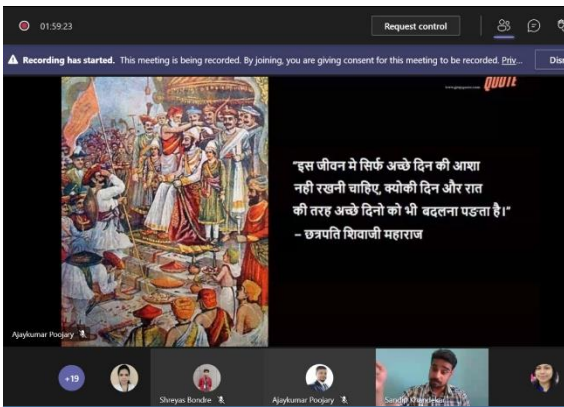 01:59:23
Request control
Recording has started. This meeting is being recorded. By joining, you are giving consent for this meeting to be recorded. Priv...
QUOTE
"इस जीवन मे सिर्फ अच्छे दिन की आशा
नही रखनी चाहिए, क्योकी दिन और रात
की तरह अच्छे दिनो को भी बदलना पङता है।"
– छत्रपति शिवाजी महाराज
Ajaykumar Poojary
+19
Shreyas Bondre
Ajaykumar Poojary